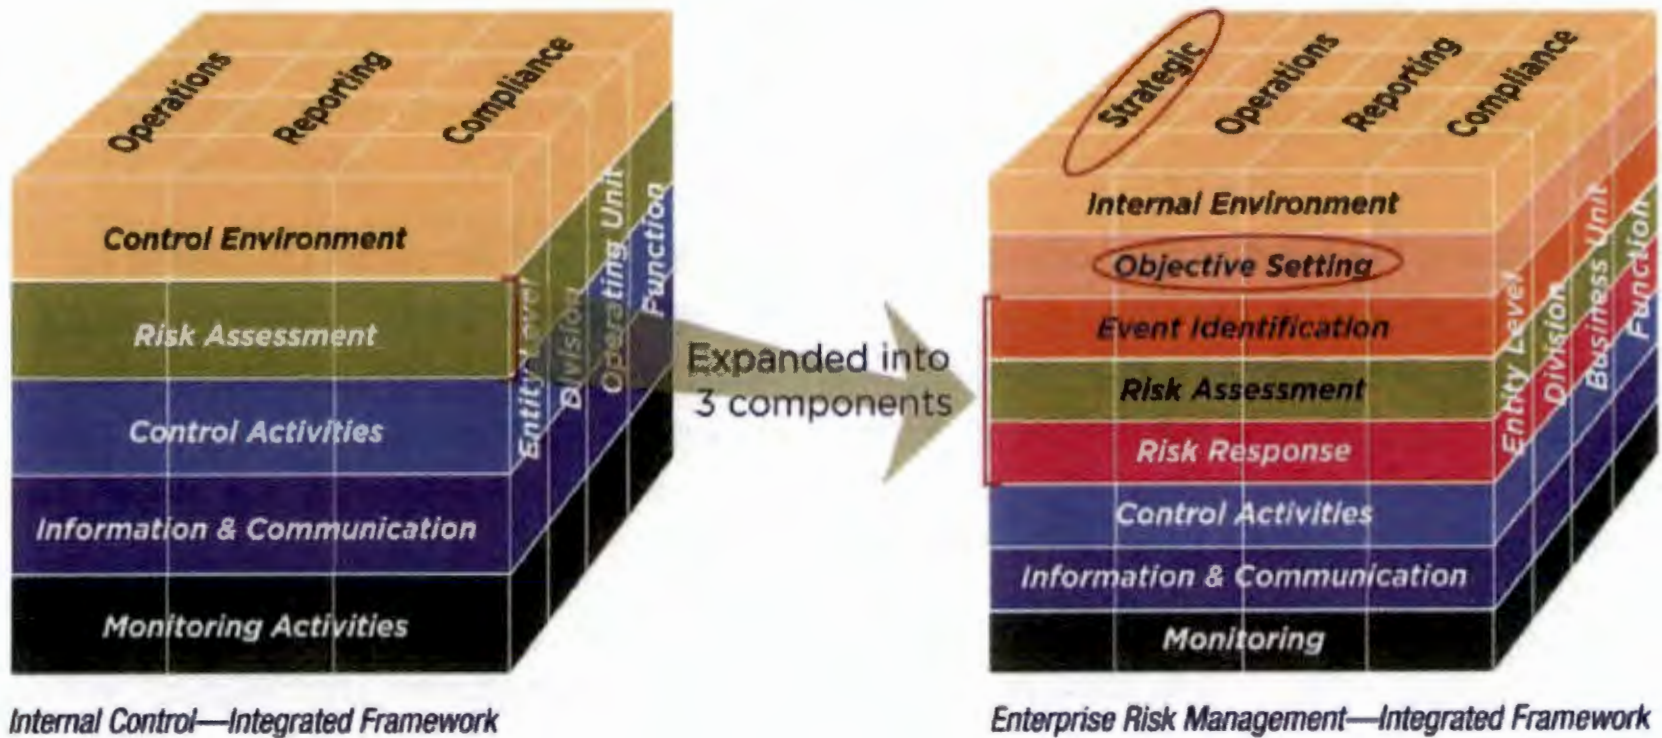 Operations
Reporting
Compliance
Control Environment
Risk Assessment
Control Activities
Information & Communication
Monitoring Activities
Entity Level
Division
Operating Unit
Function
Internal Control—Integrated Framework
Expanded into
3 components
Strategic
Operations
Reporting
Compliance
Internal Environment
Objective Setting
Event Identification
Risk Assessment
Risk Response
Control Activities
Information & Communication
Monitoring
Entity Level
Division
Business Unit
Function
Enterprise Risk Management—Integrated Framework